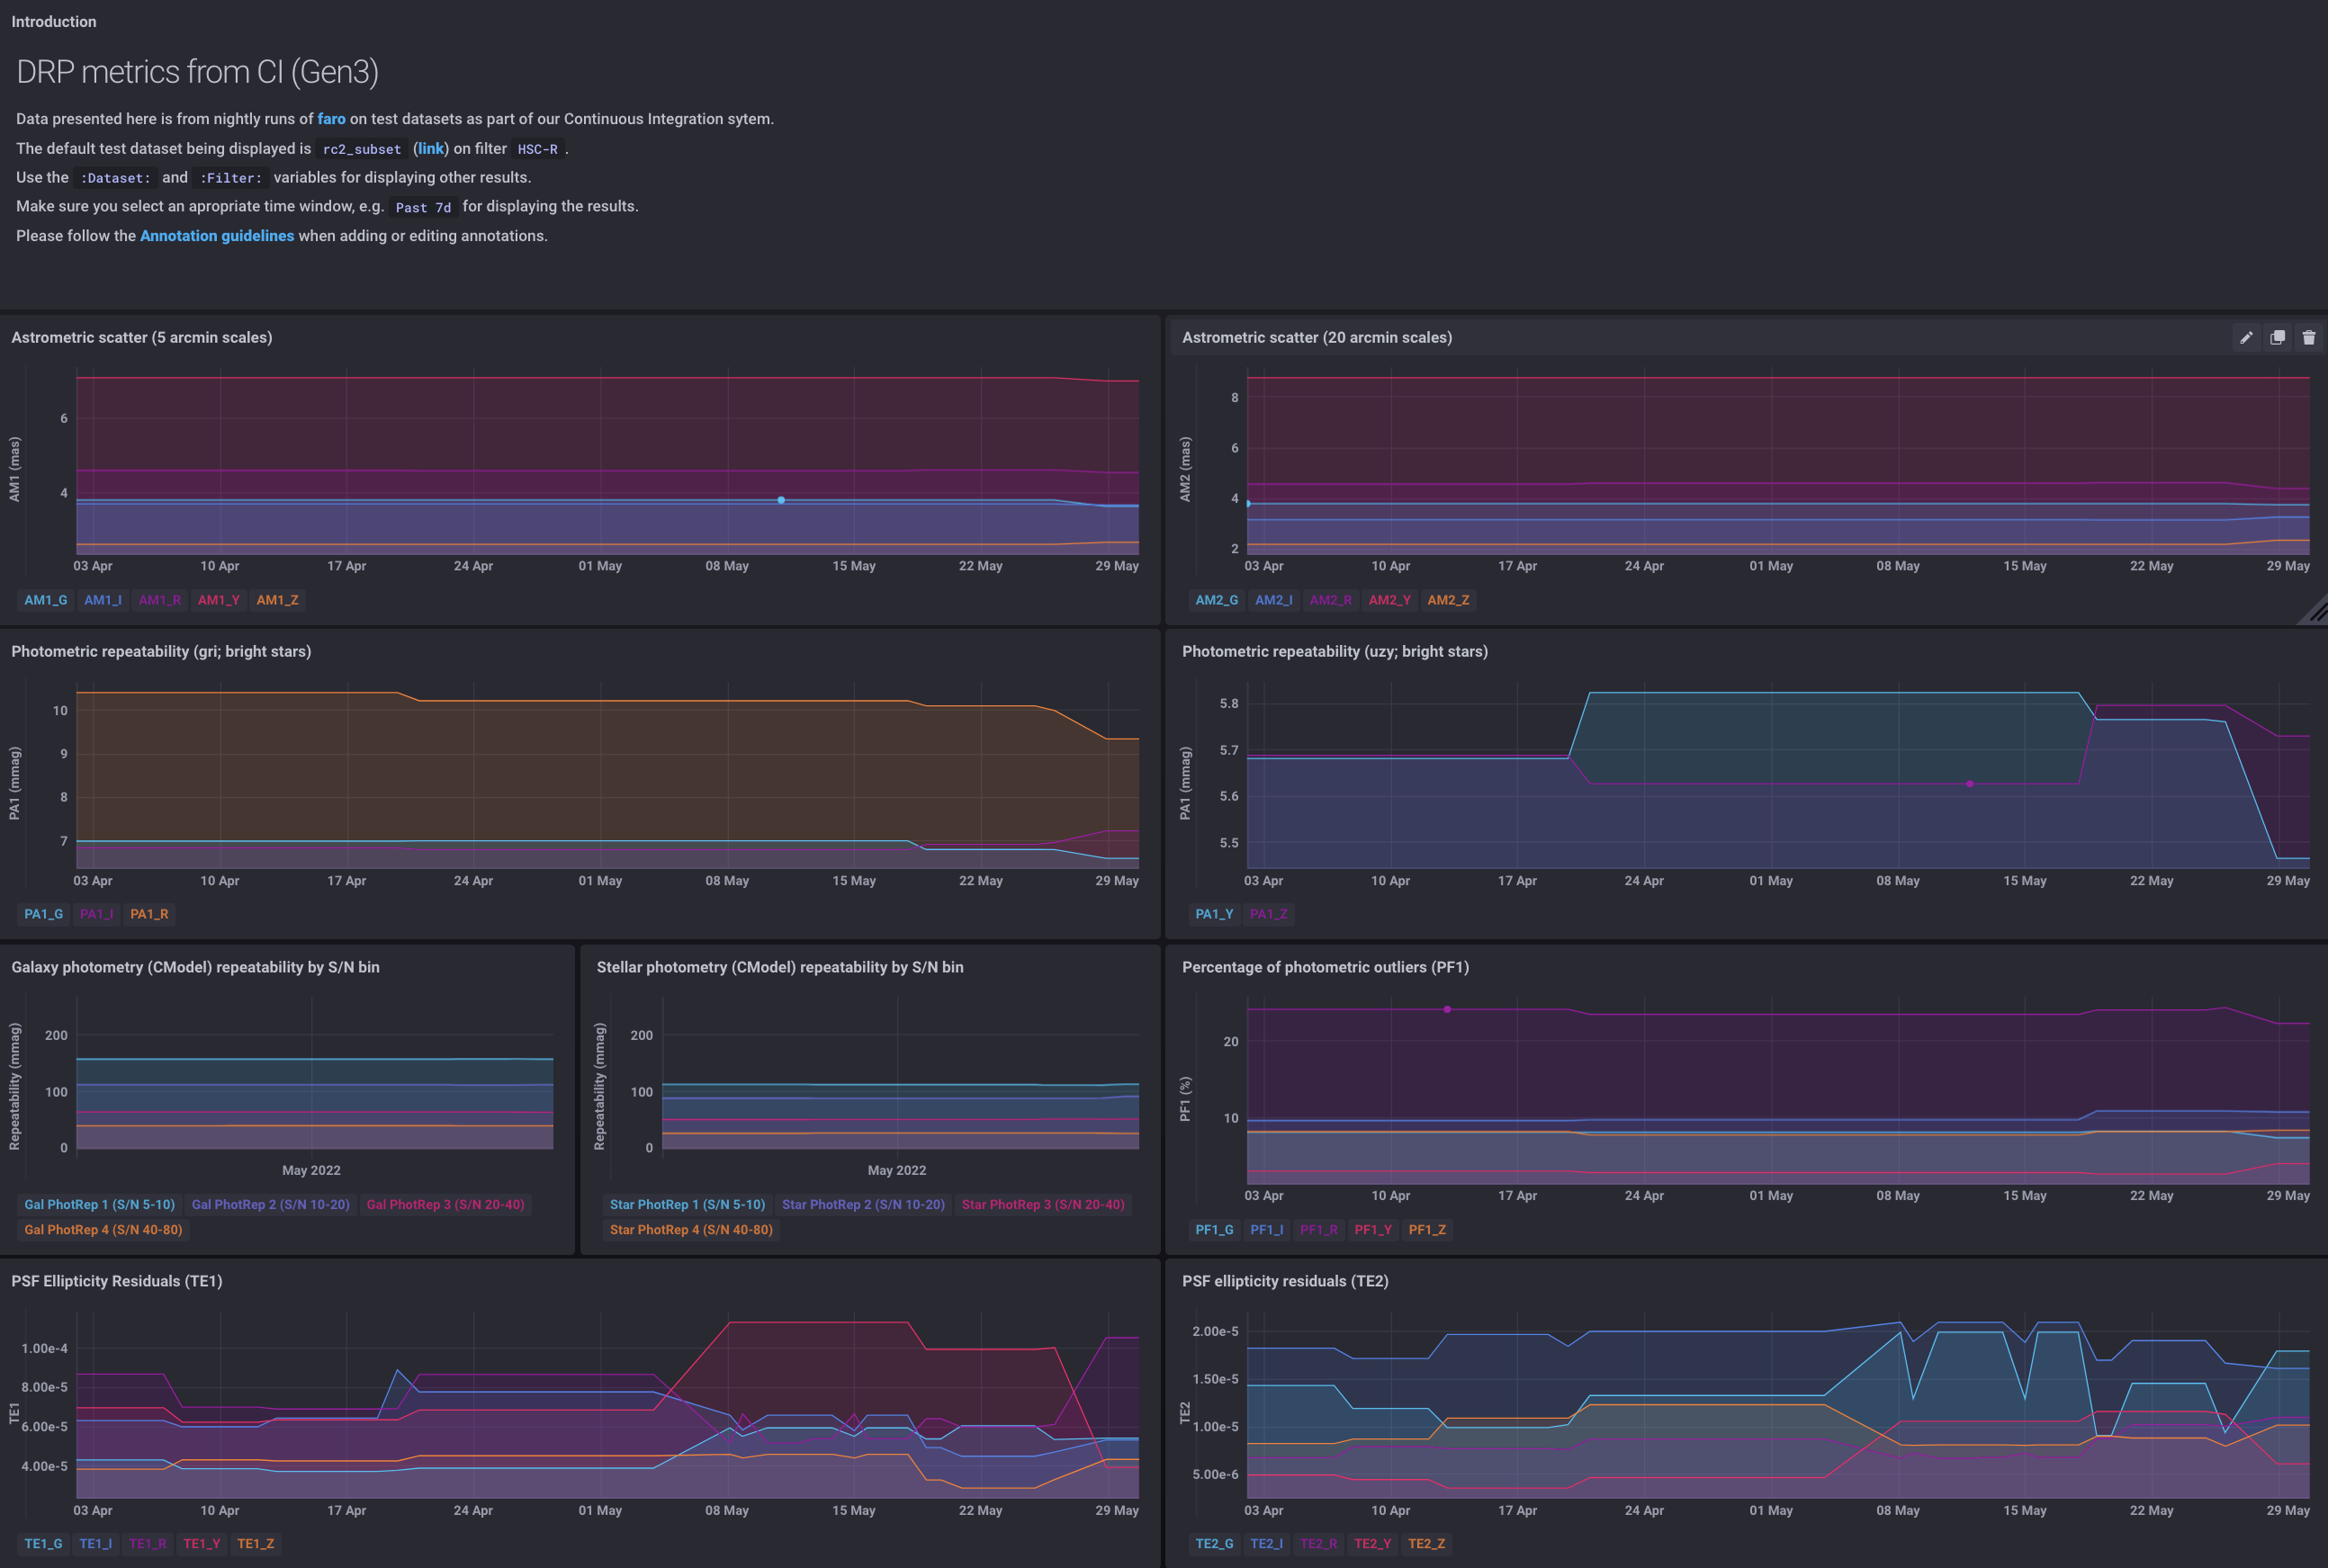 Introduction
DRP metrics from CI (Gen3)
Data presented here is from nightly runs of faro on test datasets as part of our Continuous Integration sytem.
The default test dataset being displayed is rc2_subset (link) on filter HSC-R .
Use the :Dataset: and :Filter: variables for displaying other results.
Make sure you select an apropriate time window, e.g. Past 7d for displaying the results.
Please follow the Annotation guidelines when adding or editing annotations.
Astrometric scatter (5 arcmin scales)
AM1 (mas)
6
4
03 Apr 10 Apr 17 Apr 24 Apr 01 May 08 May 15 May 22 May 29 May
AM1_G AM1_I AM1_R AM1_Y AM1_Z
Astrometric scatter (20 arcmin scales)
AM2 (mas)
8
6
4
2
03 Apr 10 Apr 17 Apr 24 Apr 01 May 08 May 15 May 22 May 29 May
AM2_G AM2_I AM2_R AM2_Y AM2_Z
Photometric repeatability (gri; bright stars)
PA1 (mmag)
10
9
8
7
03 Apr 10 Apr 17 Apr 24 Apr 01 May 08 May 15 May 22 May 29 May
PA1_G PA1_I PA1_R
Photometric repeatability (uzy; bright stars)
PA1 (mmag)
5.8
5.7
5.6
5.5
03 Apr 10 Apr 17 Apr 24 Apr 01 May 08 May 15 May 22 May 29 May
PA1_Y PA1_Z
Galaxy photometry (CModel) repeatability by S/N bin
Repeatability (mmag)
200
100
0
May 2022
Gal PhotRep 1 (S/N 5-10) Gal PhotRep 2 (S/N 10-20) Gal PhotRep 3 (S/N 20-40)
Gal PhotRep 4 (S/N 40-80)
Stellar photometry (CModel) repeatability by S/N bin
Repeatability (mmag)
200
100
0
May 2022
Star PhotRep 1 (S/N 5-10) Star PhotRep 2 (S/N 10-20) Star PhotRep 3 (S/N 20-40)
Star PhotRep 4 (S/N 40-80)
Percentage of photometric outliers (PF1)
PF1 (%)
20
10
03 Apr 10 Apr 17 Apr 24 Apr 01 May 08 May 15 May 22 May 29 May
PF1_G PF1_I PF1_R PF1_Y PF1_Z
PSF Ellipticity Residuals (TE1)
TE1
1.00e-4
8.00e-5
6.00e-5
4.00e-5
03 Apr 10 Apr 17 Apr 24 Apr 01 May 08 May 15 May 22 May 29 May
TE1_G TE1_I TE1_R TE1_Y TE1_Z
PSF ellipticity residuals (TE2)
TE2
2.00e-5
1.50e-5
1.00e-5
5.00e-6
03 Apr 10 Apr 17 Apr 24 Apr 01 May 08 May 15 May 22 May 29 May
TE2_G TE2_I TE2_R TE2_Y TE2_Z